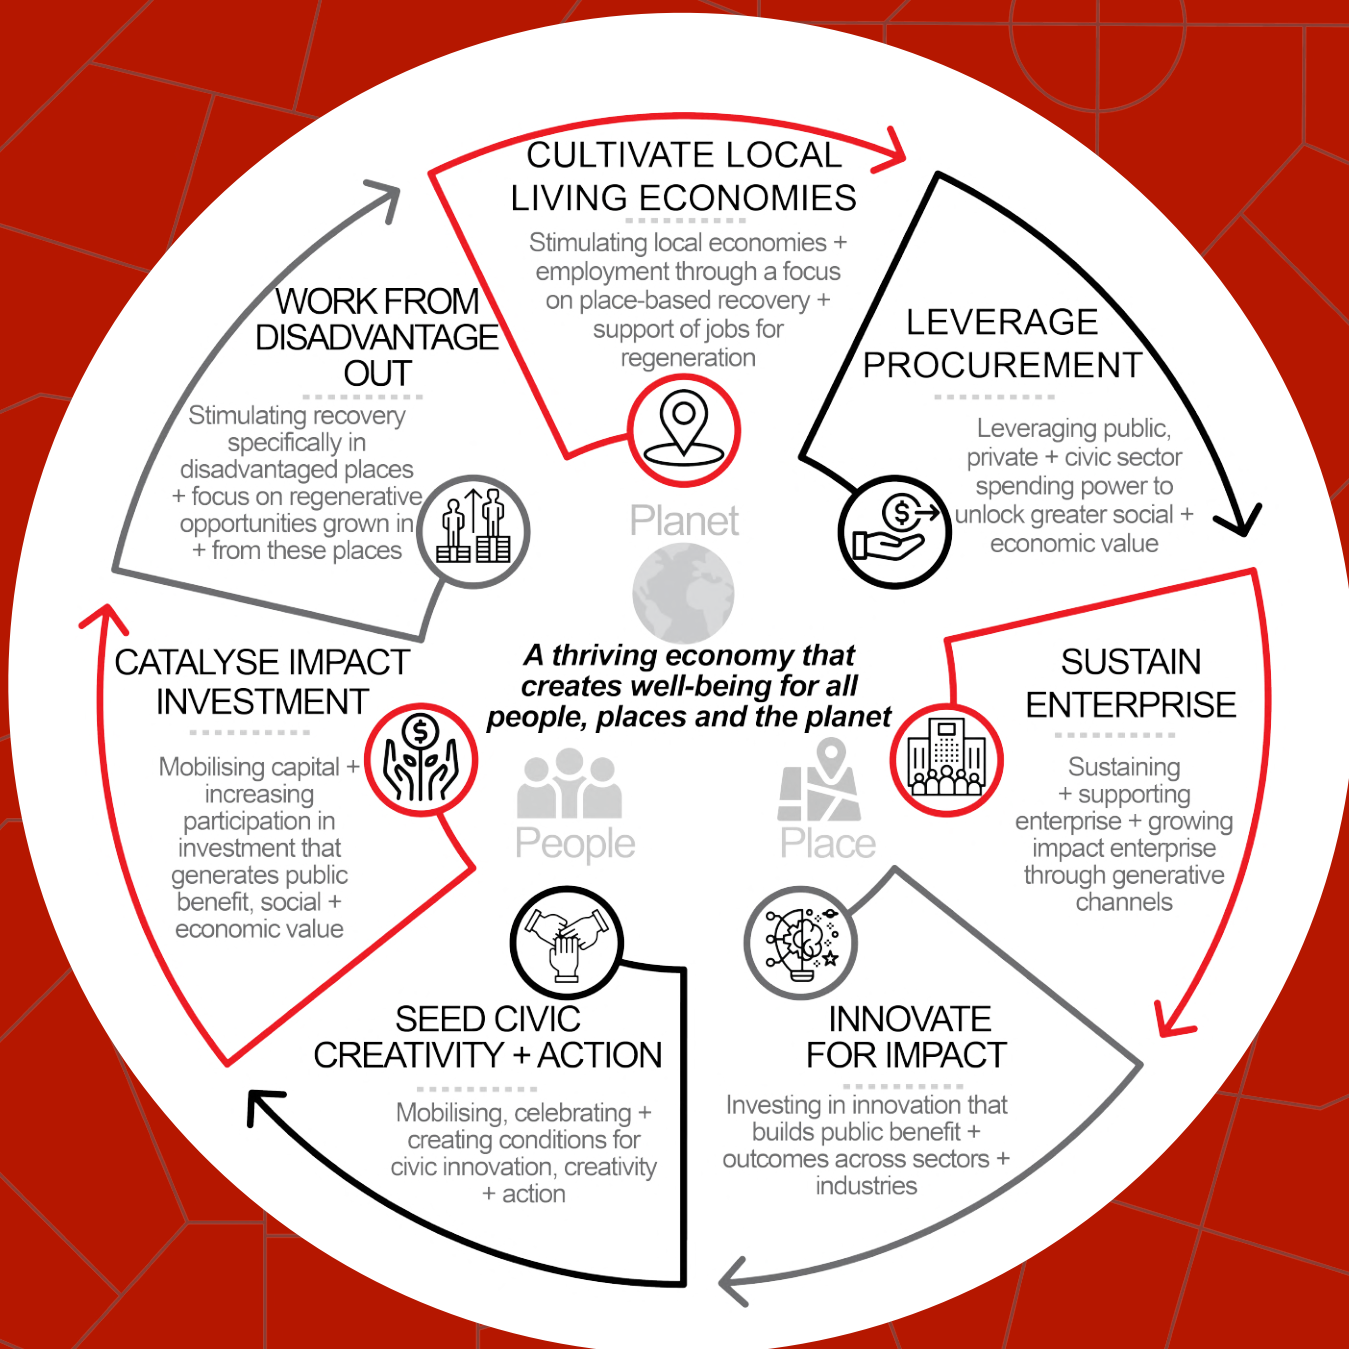 CULTIVATE LOCAL
LIVING ECONOMIES
Stimulating local economies +
employment through a focus
on place-based recovery +
support of jobs for
regeneration
LEVERAGE
PROCUREMENT
Leveraging public,
private + civic sector
spending power to
unlock greater social +
economic value
SUSTAIN
ENTERPRISE
Sustaining
+ supporting
enterprise + growing
impact enterprise
through generative
channels
INNOVATE
FOR IMPACT
Investing in innovation that
builds public benefit +
outcomes across sectors +
industries
SEED CIVIC
CREATIVITY + ACTION
Mobilising, celebrating +
creating conditions for
civic innovation, creativity
+ action
CATALYSE IMPACT
INVESTMENT
Mobilising capital +
increasing
participation in
investment that
generates public
benefit, social +
economic value
WORK FROM
DISADVANTAGE
OUT
Stimulating recovery
specifically in
disadvantaged places
+ focus on regenerative
opportunities grown in
+ from these places
Planet
A thriving economy that
creates well-being for all
people, places and the planet
People
Place